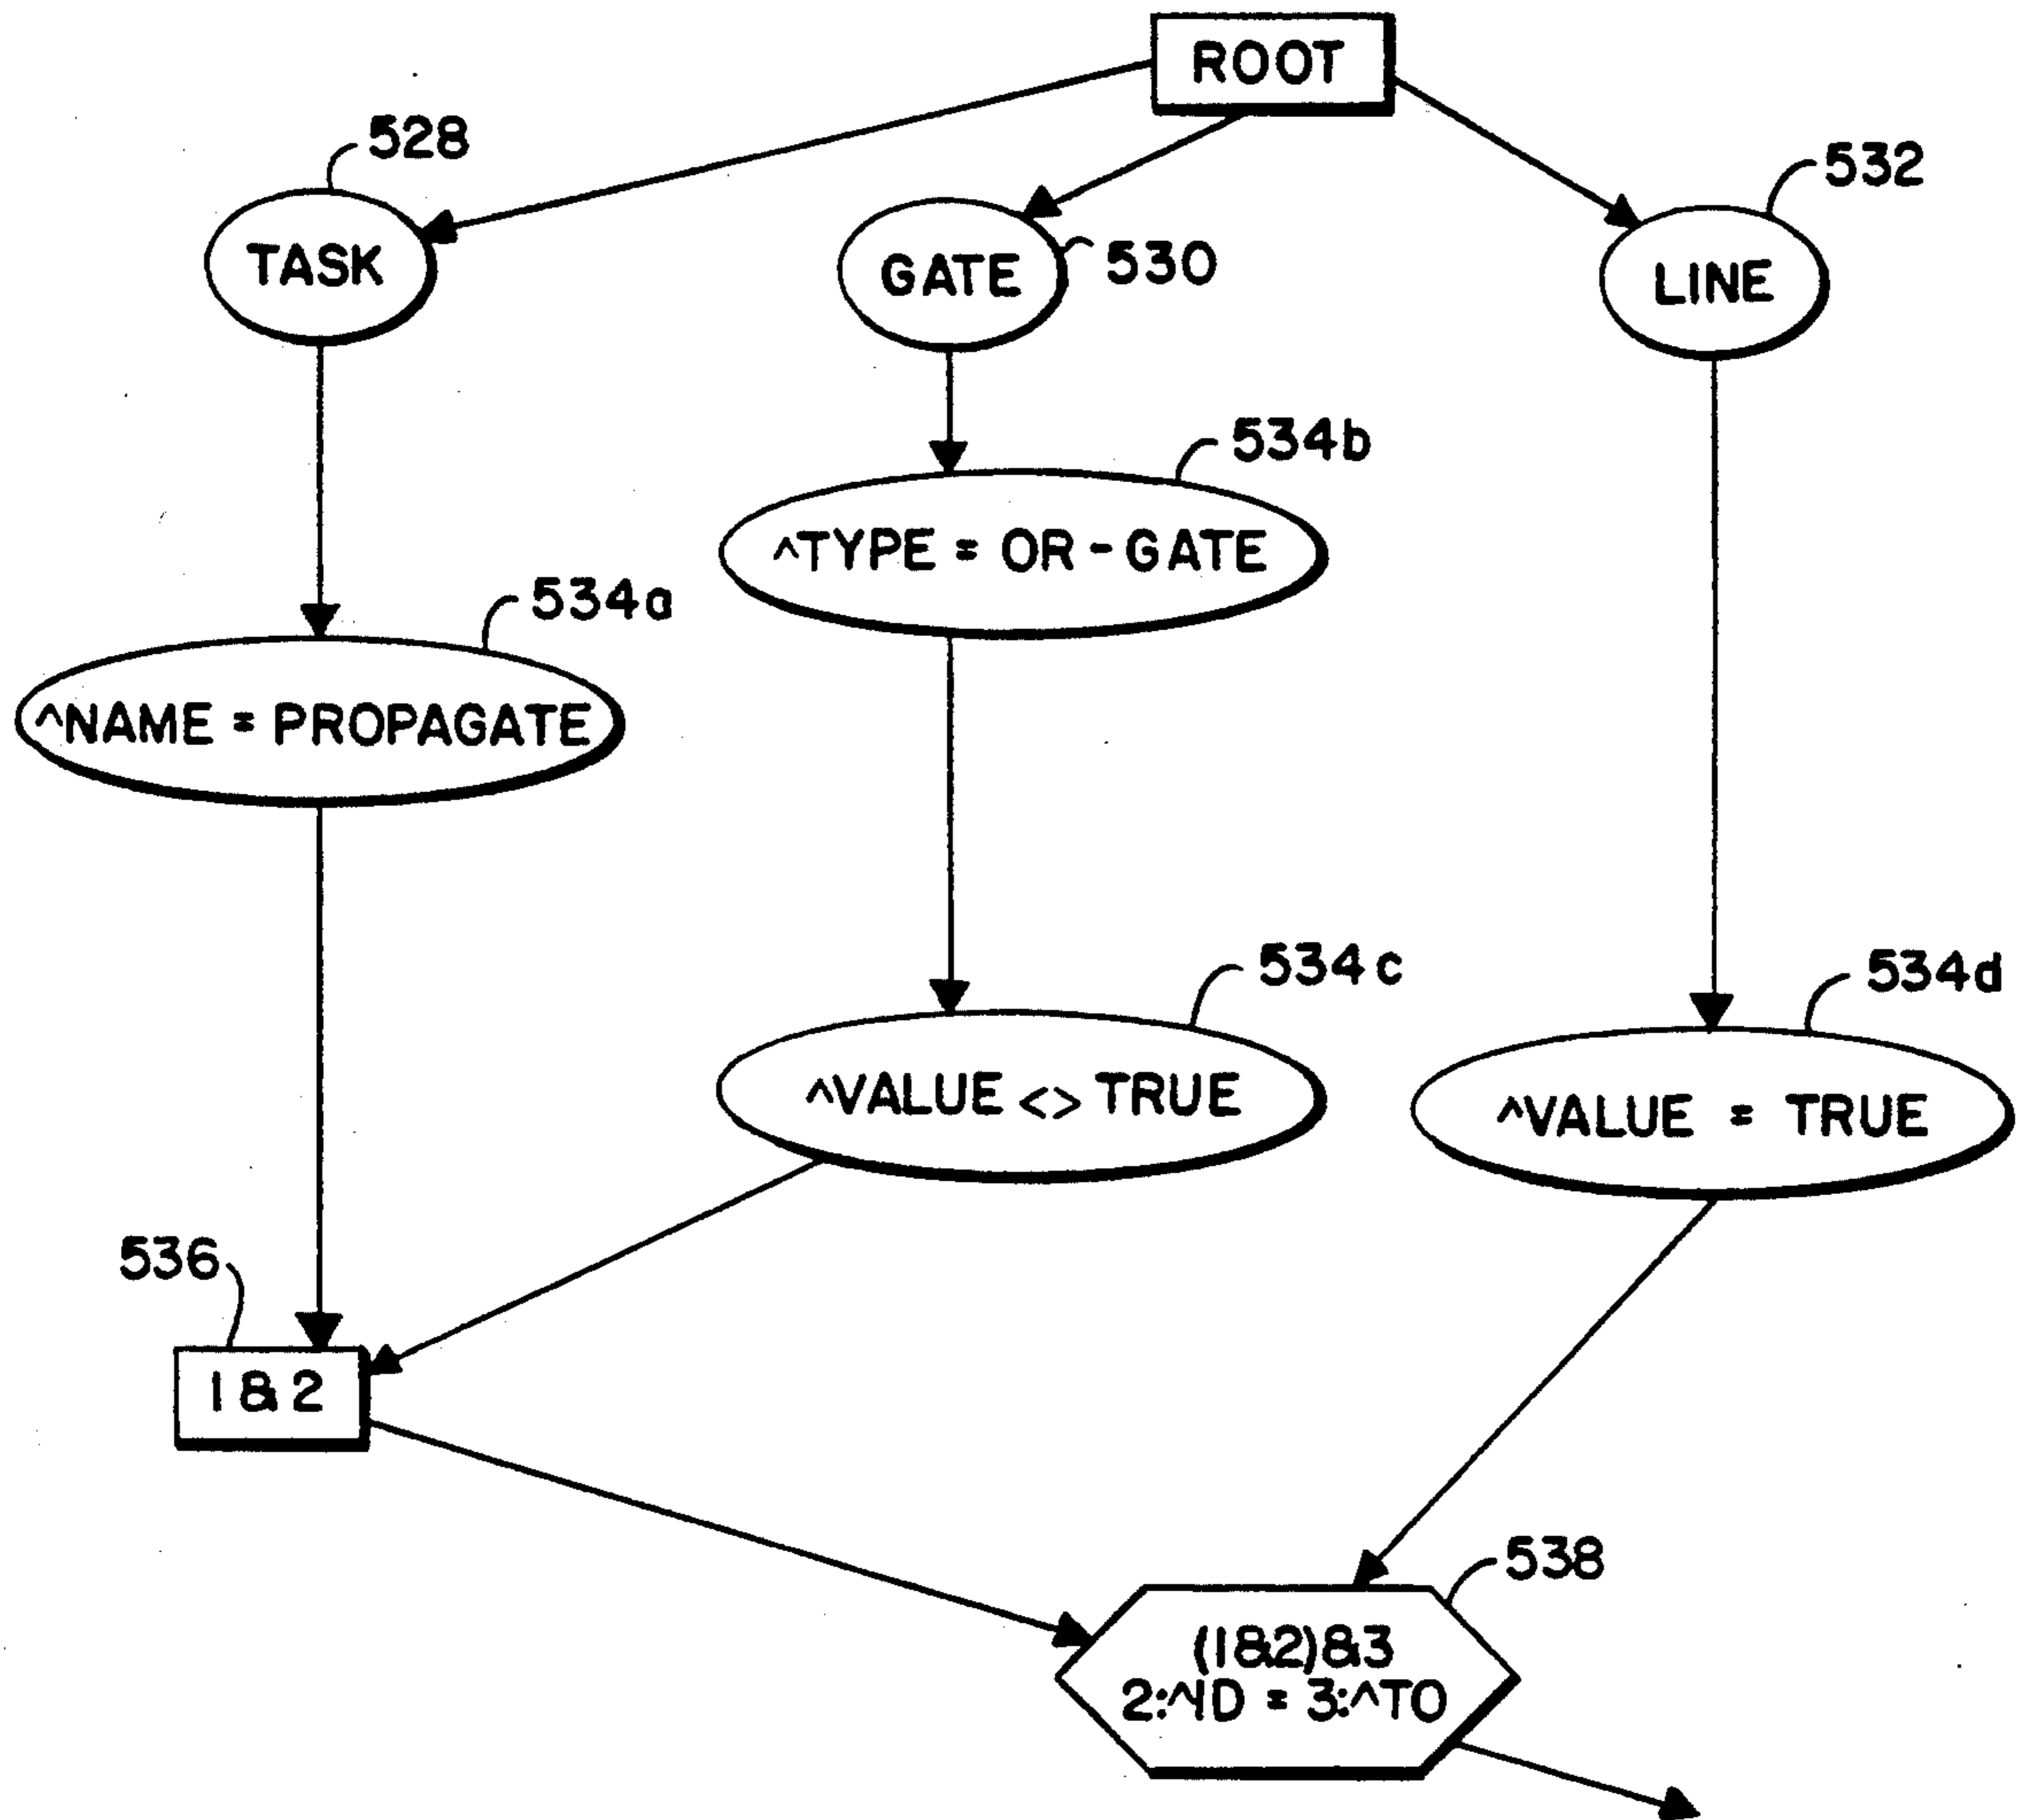 ROOT
528
532
TASK
530
GATE
LINE
534b
^TYPE = OR-GATE
534a
^NAME = PROPAGATE
534c
534d
^VALUE <> TRUE
^VALUE = TRUE
536
1&2
538
(1&2)&3
2:^ID = 3:^TO